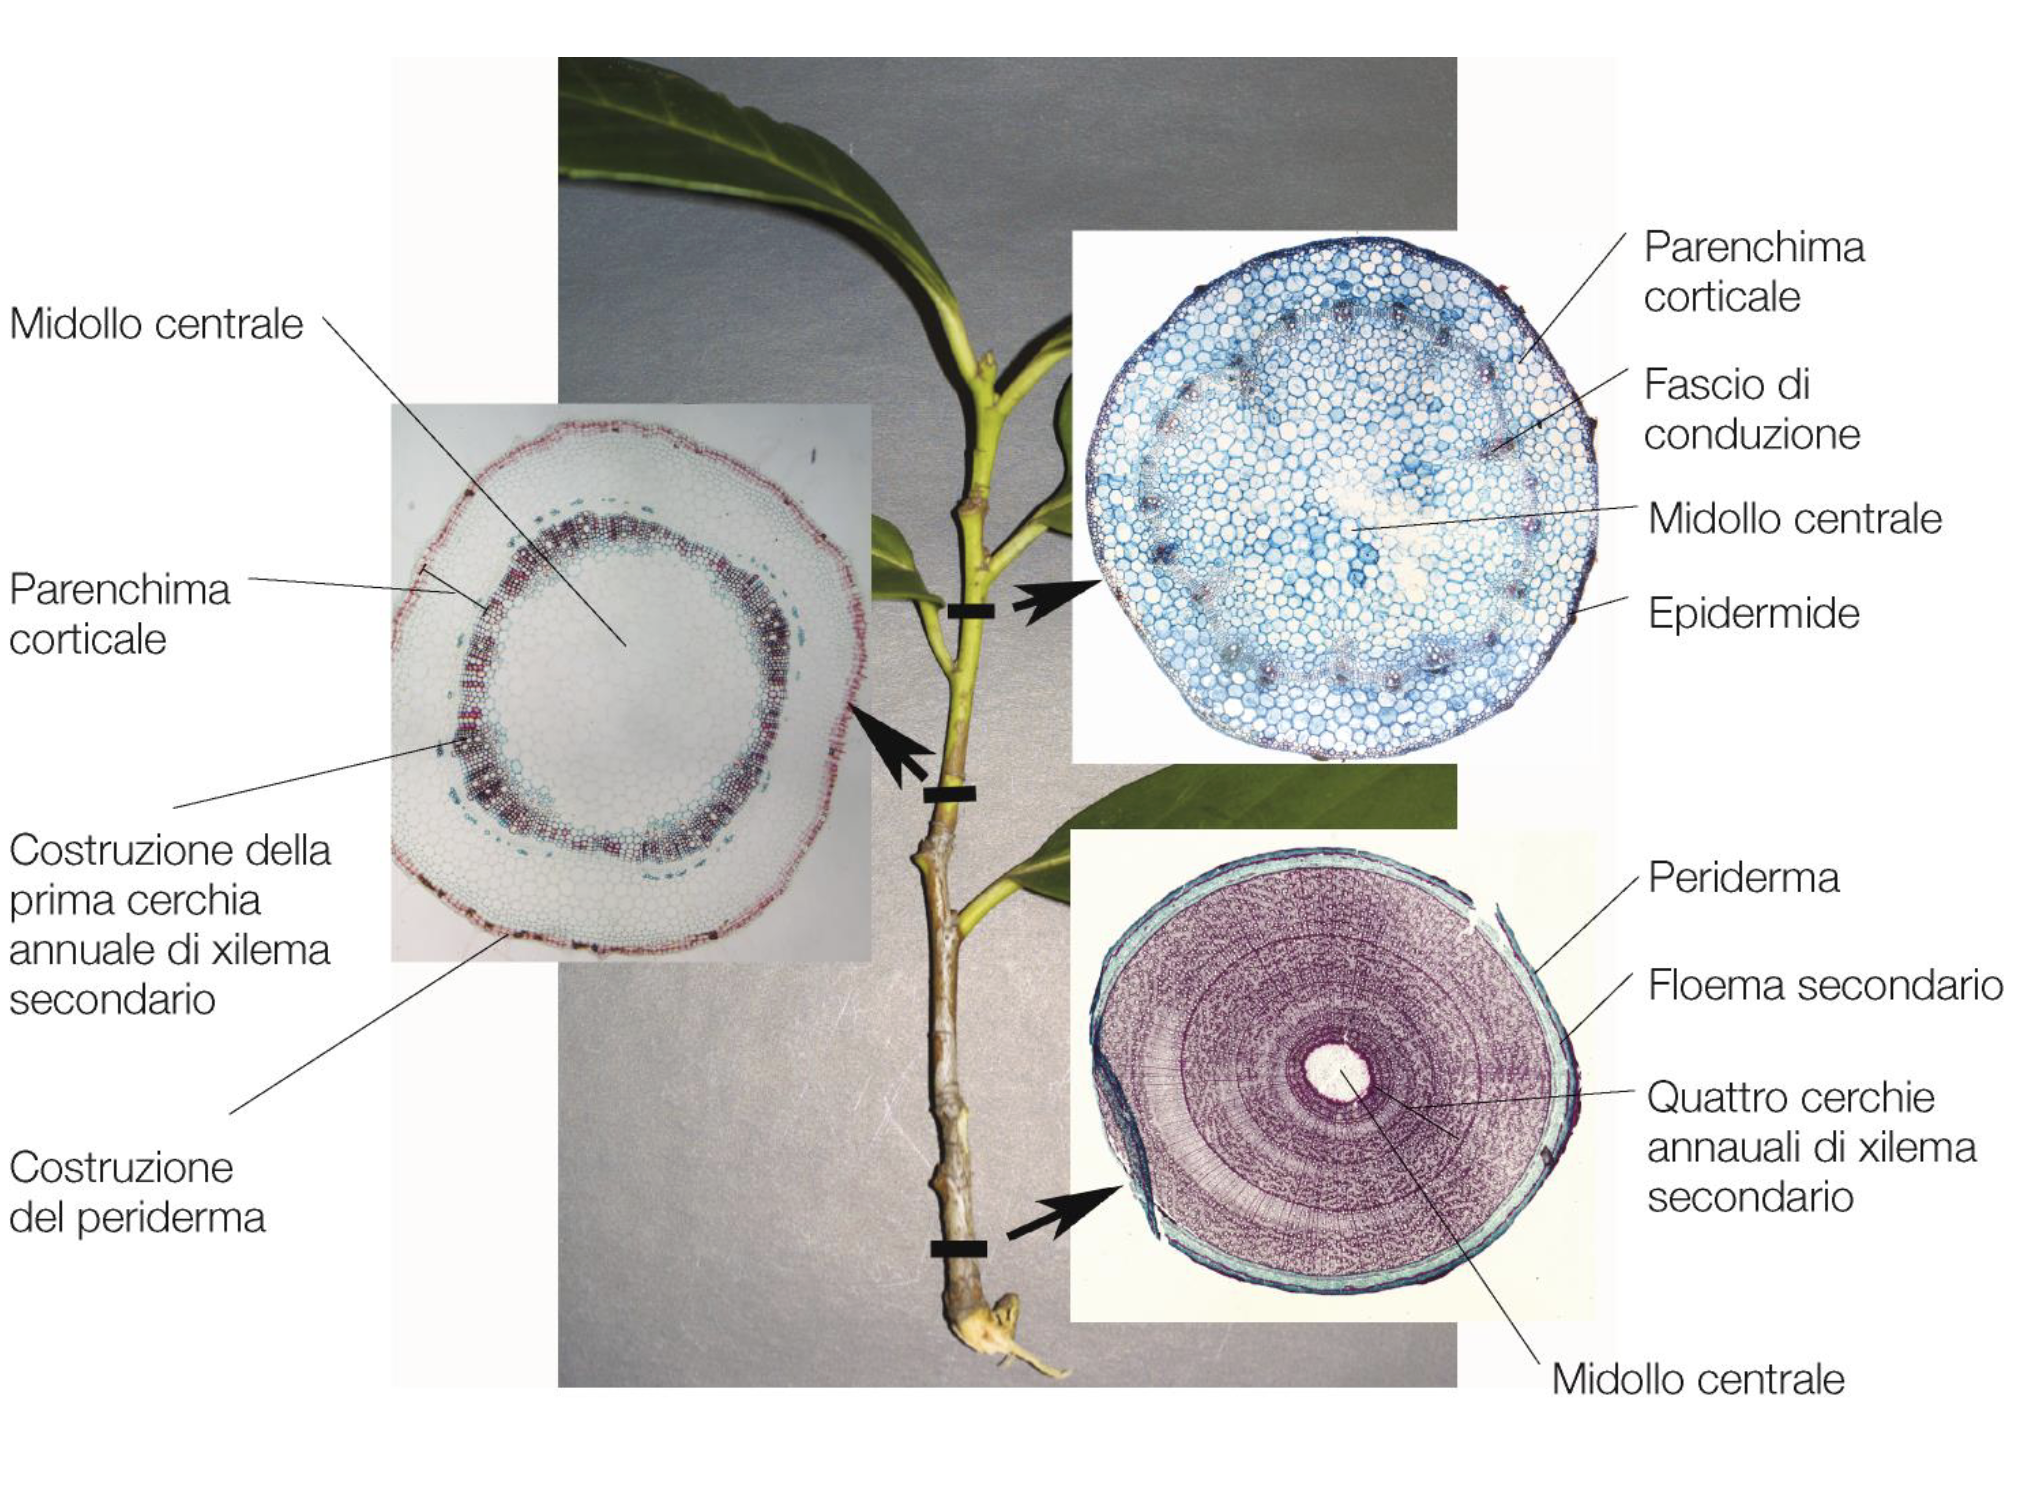 Midollo centrale
Parenchima
corticale
Costruzione della
prima cerchia
annuale di xilema
secondario
Costruzione
del periderma
Parenchima
corticale
Fascio di
conduzione
Midollo centrale
Epidermide
Periderma
Floema secondario
Quattro cerchie
annauali di xilema
secondario
Midollo centrale